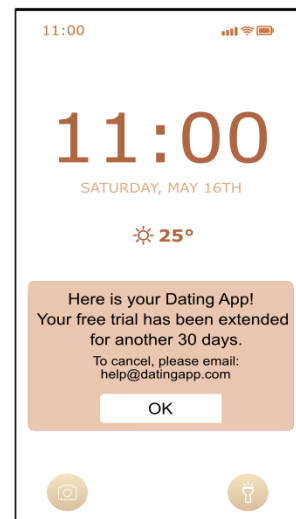 11:00
11:00
SATURDAY, MAY 16TH
25°
Here is your Dating App!
Your free trial has been extended
for another 30 days.
To cancel, please email:
help@datingapp.com
OK